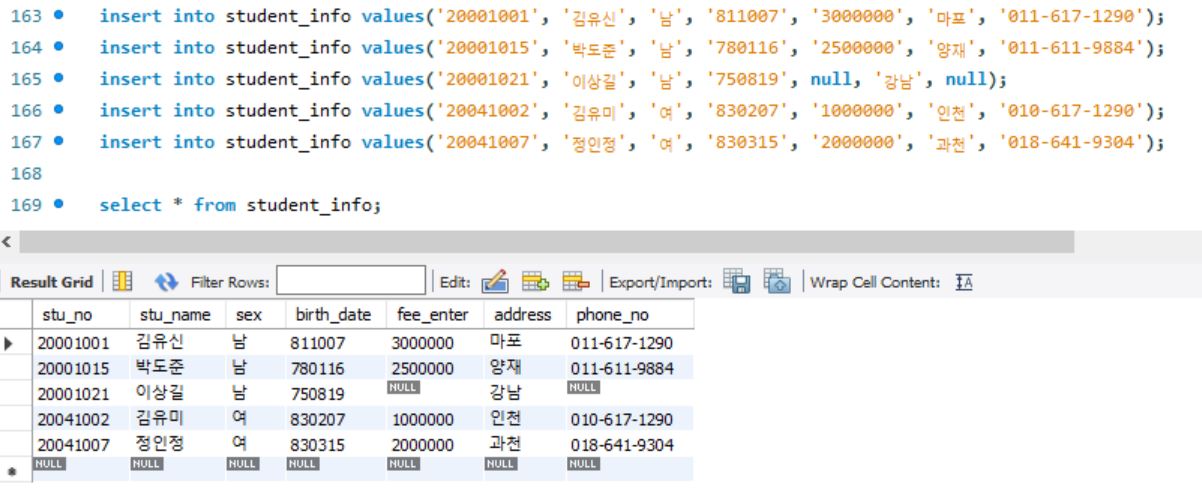 163 insert into student_info values('20001001', '김유신', '남', '811007', '3000000', '마포', '011-617-1290');
164 insert into student_info values('20001015', '박도준', '남', '780116', '2500000', '양재', '011-611-9884');
165 insert into student_info values('20001021', '이상길', '남', '750819', null, '강남', null);
166 insert into student_info values('20041002', '김유미', '여', '830207', '1000000', '인천', '010-617-1290');
167 insert into student_info values('20041007', '정인정', '여', '830315', '2000000', '과천', '018-641-9304');
168
169 select * from student_info;
Result Grid Filter Rows: Edit: Export/Import: Wrap Cell Content: IA
stu_no stu_name sex birth_date fee_enter address phone_no
20001001 김유신 남 811007 3000000 마포 011-617-1290
20001015 박도준 남 780116 2500000 양재 011-611-9884
20001021 이상길 남 750819 NULL 강남 NULL
20041002 김유미 여 830207 1000000 인천 010-617-1290
20041007 정인정 여 830315 2000000 과천 018-641-9304
NULL NULL NULL NULL NULL NULL NULL